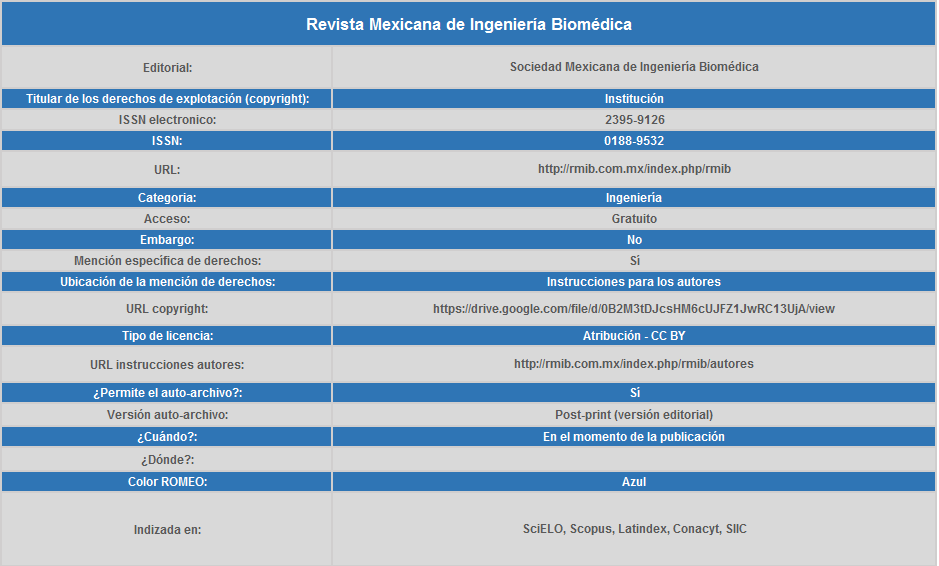 Revista Mexicana de Ingeniería Biomédica
Editorial: Sociedad Mexicana de Ingeniería Biomédica
Titular de los derechos de explotación (copyright): Institución
ISSN electronico: 2395-9126
ISSN: 0188-9532
URL: http://rmib.com.mx/index.php/rmib
Categoria: Ingeniería
Acceso: Gratuito
Embargo: No
Mención específica de derechos: Sì
Ubicación de la mención de derechos: Instrucciones para los autores
URL copyright: https://drive.google.com/file/d/0B2M3tDJcsHM6cUJFZ1JwRC13UjA/view
Tipo de licencia: Atribución - CC BY
URL instrucciones autores: http://rmib.com.mx/index.php/rmib/autores
¿Permite el auto-archivo?: Sí
Versión auto-archivo: Post-print (versión editorial)
¿Cuándo?: En el momento de la publicación
¿Dónde?:
Color ROMEO: Azul
Indizada en: SciELO, Scopus, Latindex, Conacyt, SIIC